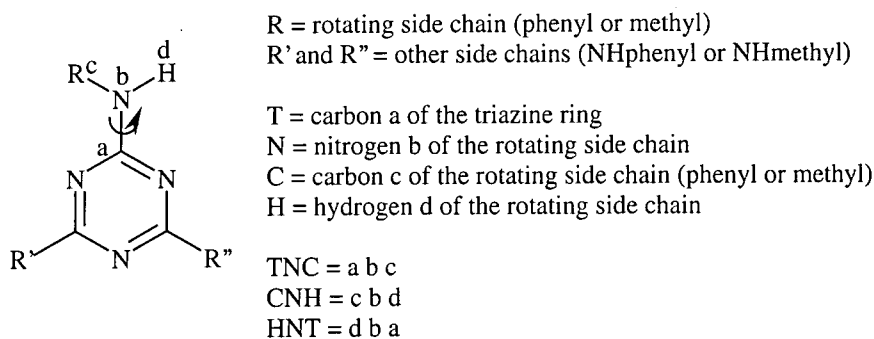 R = rotating side chain (phenyl or methyl)
R' and R" = other side chains (NHphenyl or NHmethyl)
T = carbon a of the triazine ring
N = nitrogen b of the rotating side chain
C = carbon c of the rotating side chain (phenyl or methyl)
H = hydrogen d of the rotating side chain
TNC = a b c
CNH = c b d
HNT = d b a
d
R c b H
N
a
N N
R' N R"